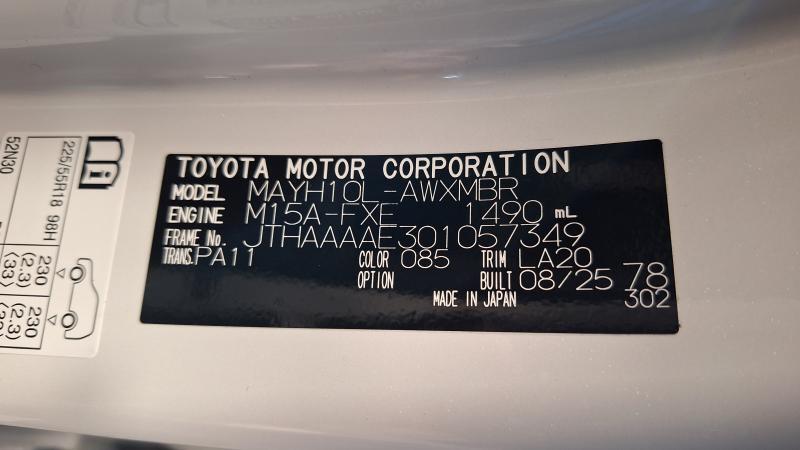 TOYOTA MOTOR CORPORATION
MODEL MAYH10L-AWXMBR
ENGINE M15A-FXE 1490 mL
FRAME No. JTHAAAAE301057349
TRANS. PA11 COLOR 085 TRIM LA20
OPTION BUILT 08/25 78
MADE IN JAPAN 302
52N30
225/55R18 98H
230
(2.3)
(33)
230
(2.3)